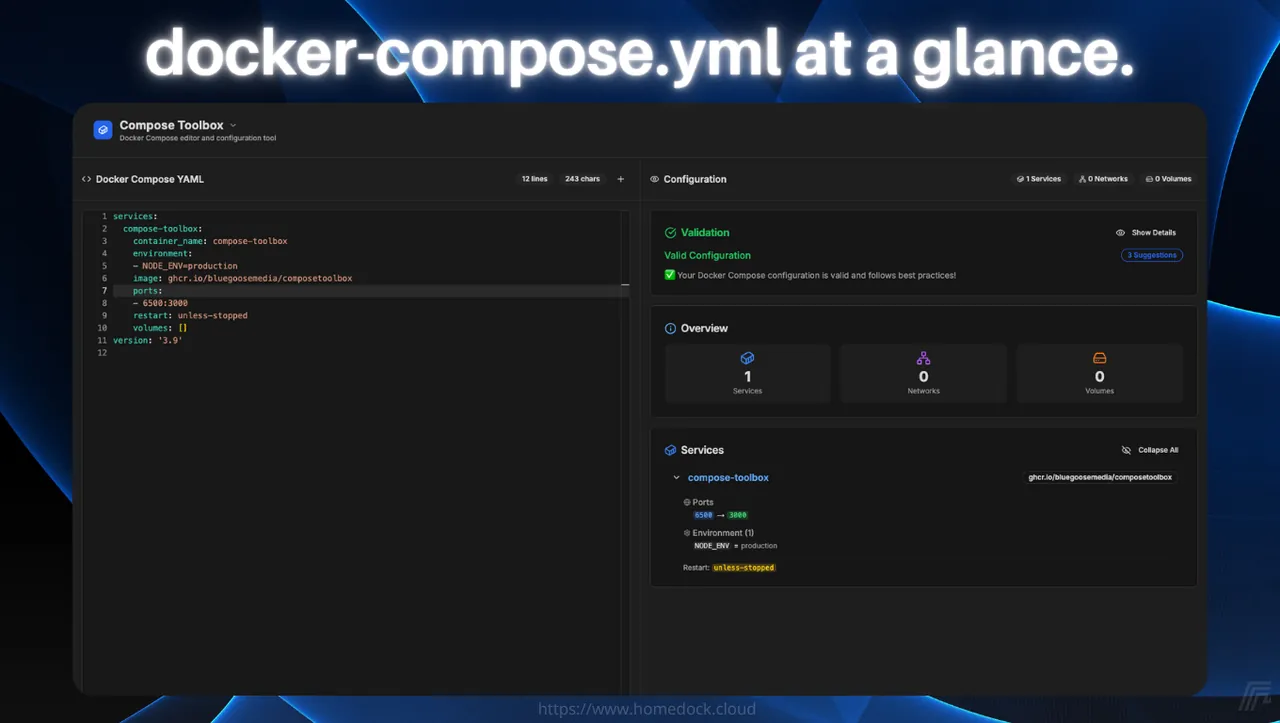 docker-compose.yml at a glance.
Compose Toolbox
Docker Compose editor and configuration tool
Docker Compose YAML
12 lines
243 chars
+
1 services:
2 compose-toolbox:
3 container_name: compose-toolbox
4 environment:
5 - NODE_ENV=production
6 image: ghcr.io/bluegoosemedia/composetoolbox
7 ports:
8 - 6500:3000
9 restart: unless-stopped
10 volumes: []
11 version: '3.9'
12
Configuration
1 Services
0 Networks
0 Volumes
Validation
Show Details
Valid Configuration
3 Suggestions
✅ Your Docker Compose configuration is valid and follows best practices!
Overview
1
Services
0
Networks
0
Volumes
Services
Collapse All
compose-toolbox
ghcr.io/bluegoosemedia/composetoolbox
Ports
6500 → 3000
Environment (1)
NODE_ENV = production
Restart: unless-stopped
https://www.homedock.cloud